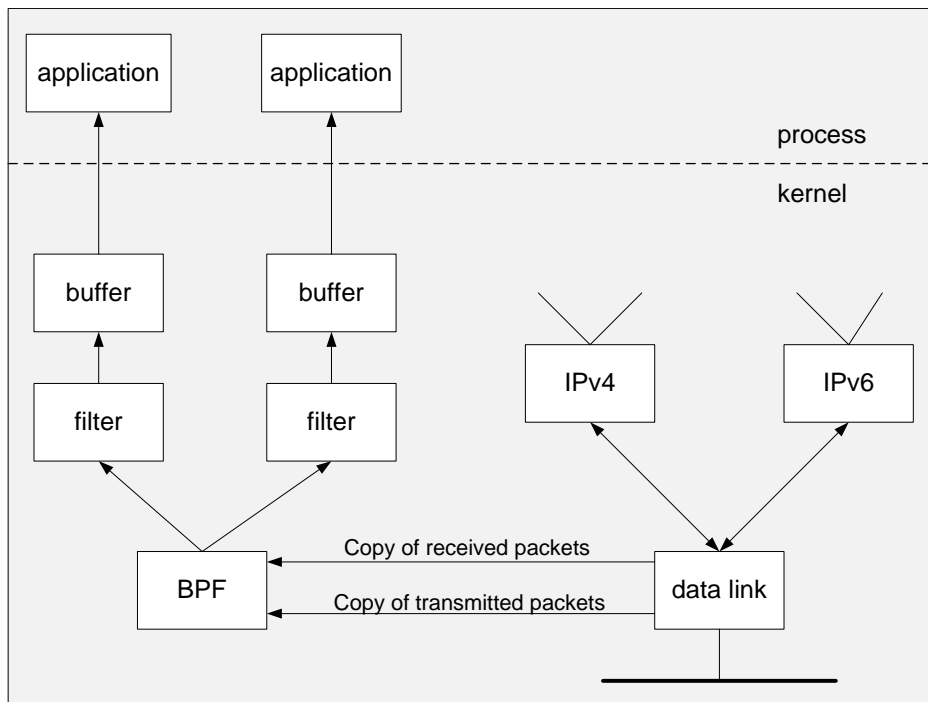 application
application
process
kernel
buffer
buffer
IPv4
IPv6
filter
filter
Copy of received packets
BPF
data link
Copy of transmitted packets